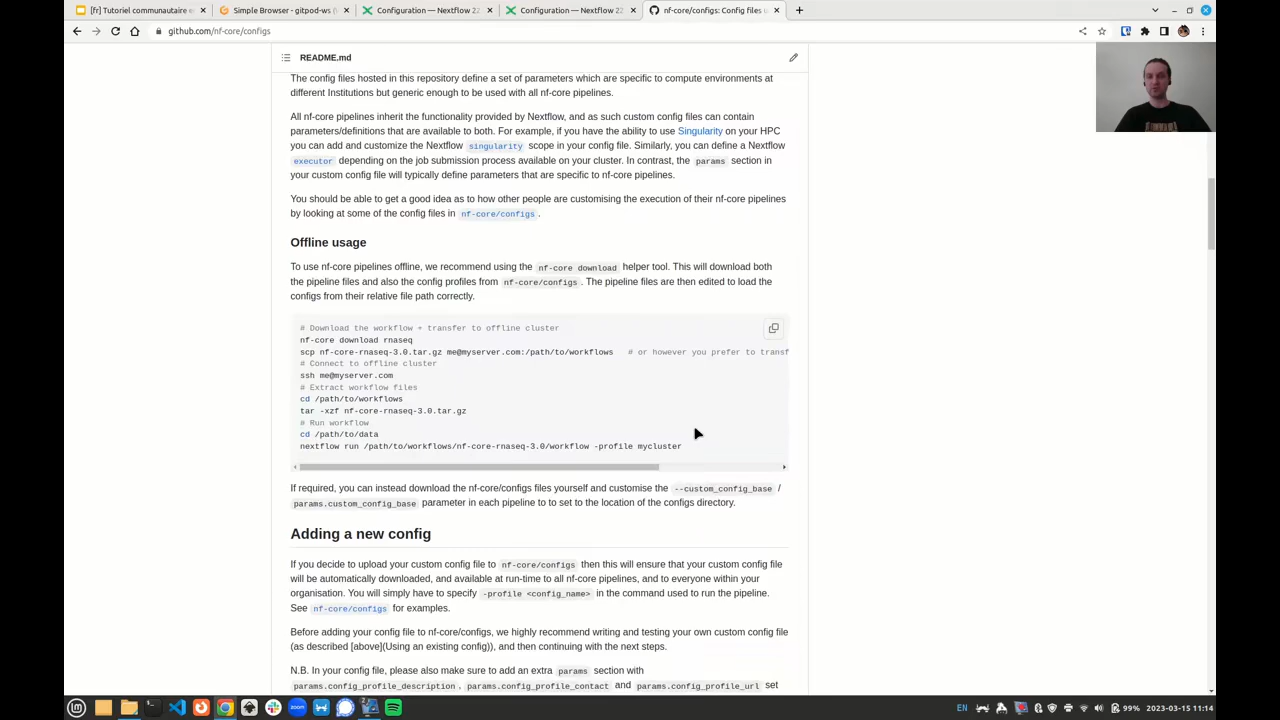 [fr] Tutoriel communautaire e
Simple Browser - gitpod-ws (
Configuration — Nextflow 22
Configuration — Nextflow 22
nf-core/configs: Config files u
github.com/nf-core/configs
README.md
The config files hosted in this repository define a set of parameters which are specific to compute environments at
different Institutions but generic enough to be used with all nf-core pipelines.
All nf-core pipelines inherit the functionality provided by Nextflow, and as such custom config files can contain
parameters/definitions that are available to both. For example, if you have the ability to use Singularity on your HPC
you can add and customize the Nextflow singularity scope in your config file. Similarly, you can define a Nextflow
executor depending on the job submission process available on your cluster. In contrast, the params section in
your custom config file will typically define parameters that are specific to nf-core pipelines.
You should be able to get a good idea as to how other people are customising the execution of their nf-core pipelines
by looking at some of the config files in nf-core/configs.
Offline usage
To use nf-core pipelines offline, we recommend using the nf-core download helper tool. This will download both
the pipeline files and also the config profiles from nf-core/configs. The pipeline files are then edited to load the
configs from their relative file path correctly.
# Download the workflow + transfer to offline cluster
nf-core download rnaseq
scp nf-core-rnaseq-3.0.tar.gz me@myserver.com:/path/to/workflows # or however you prefer to transf
# Connect to offline cluster
ssh me@myserver.com
# Extract workflow files
cd /path/to/workflows
tar -xzf nf-core-rnaseq-3.0.tar.gz
# Run workflow
cd /path/to/data
nextflow run /path/to/workflows/nf-core-rnaseq-3.0/workflow -profile mycluster
If required, you can instead download the nf-core/configs files yourself and customise the --custom_config_base /
params.custom_config_base parameter in each pipeline to to set to the location of the configs directory.
Adding a new config
If you decide to upload your custom config file to nf-core/configs then this will ensure that your custom config file
will be automatically downloaded, and available at run-time to all nf-core pipelines, and to everyone within your
organisation. You will simply have to specify -profile <config_name> in the command used to run the pipeline.
See nf-core/configs for examples.
Before adding your config file to nf-core/configs, we highly recommend writing and testing your own custom config file
(as described [above](Using an existing config)), and then continuing with the next steps.
N.B. In your config file, please also make sure to add an extra params section with
params.config_profile_description, params.config_profile_contact and params.config_profile_url set
zoom
EN
99%
2023-03-15 11:14